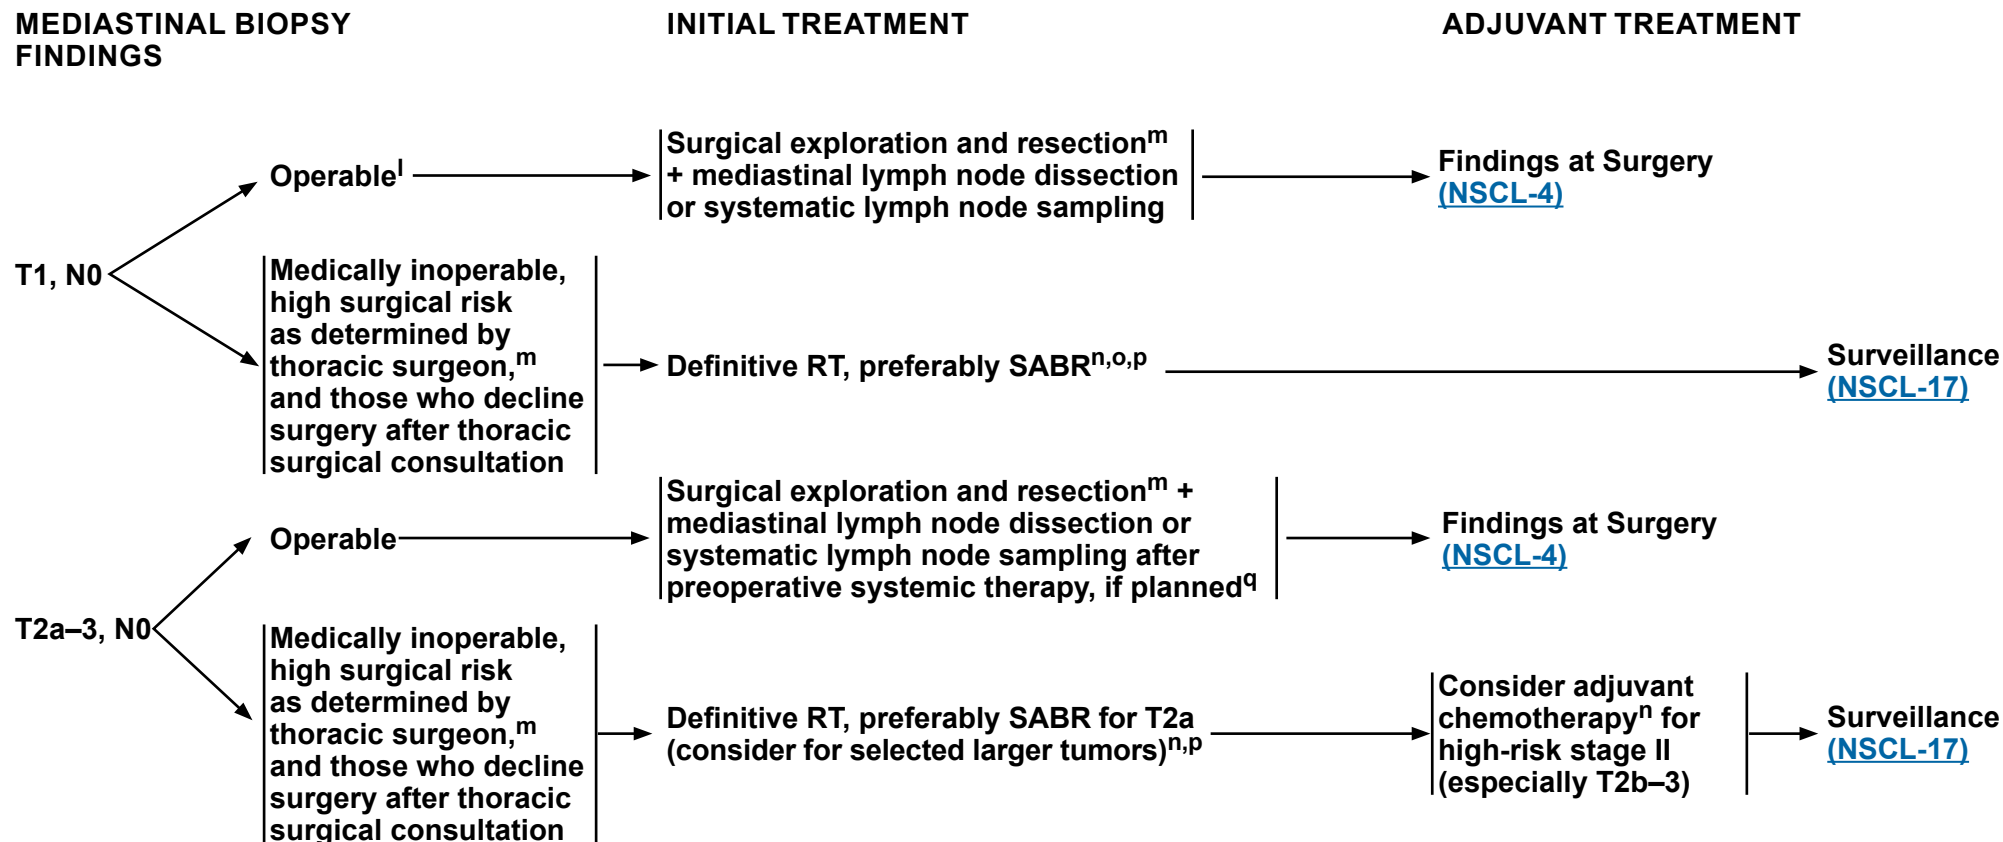 MEDIASTINAL BIOPSY
FINDINGS
INITIAL TREATMENT
ADJUVANT TREATMENT
T1, N0
Operablel
Surgical exploration and resectionm
+ mediastinal lymph node dissection
or systematic lymph node sampling
Findings at Surgery
(NSCL-4)
Medically inoperable,
high surgical risk
as determined by
thoracic surgeon,m
and those who decline
surgery after thoracic
surgical consultation
Definitive RT, preferably SABRn,o,p
Surveillance
(NSCL-17)
T2a–3, N0
Operable
Surgical exploration and resectionm +
mediastinal lymph node dissection or
systematic lymph node sampling after
preoperative systemic therapy, if plannedq
Findings at Surgery
(NSCL-4)
Medically inoperable,
high surgical risk
as determined by
thoracic surgeon,m
and those who decline
surgery after thoracic
surgical consultation
Definitive RT, preferably SABR for T2a
(consider for selected larger tumors)n,p
Consider adjuvant
chemotherapyn for
high-risk stage II
(especially T2b–3)
Surveillance
(NSCL-17)